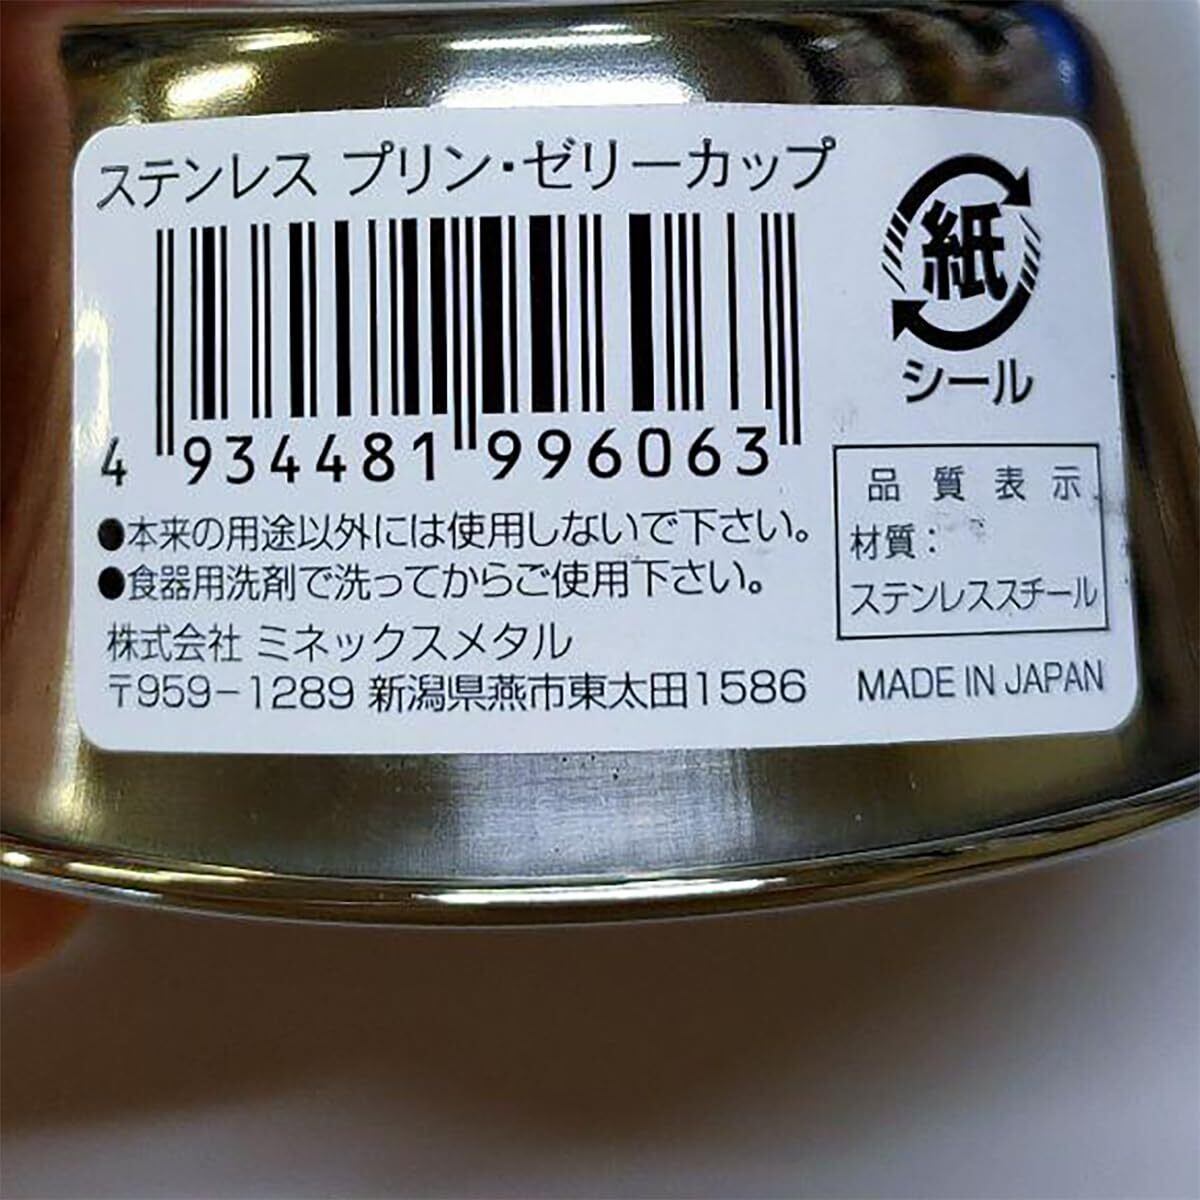 ステンレス プリン・ゼリーカップ
4 934481 996063
紙
シール
●本来の用途以外には使用しないで下さい。
●食器用洗剤で洗ってからご使用下さい。
株式会社 ミネックスメタル
〒959-1289 新潟県燕市東太田1586
品質表示
材質：
ステンレススチール
MADE IN JAPAN